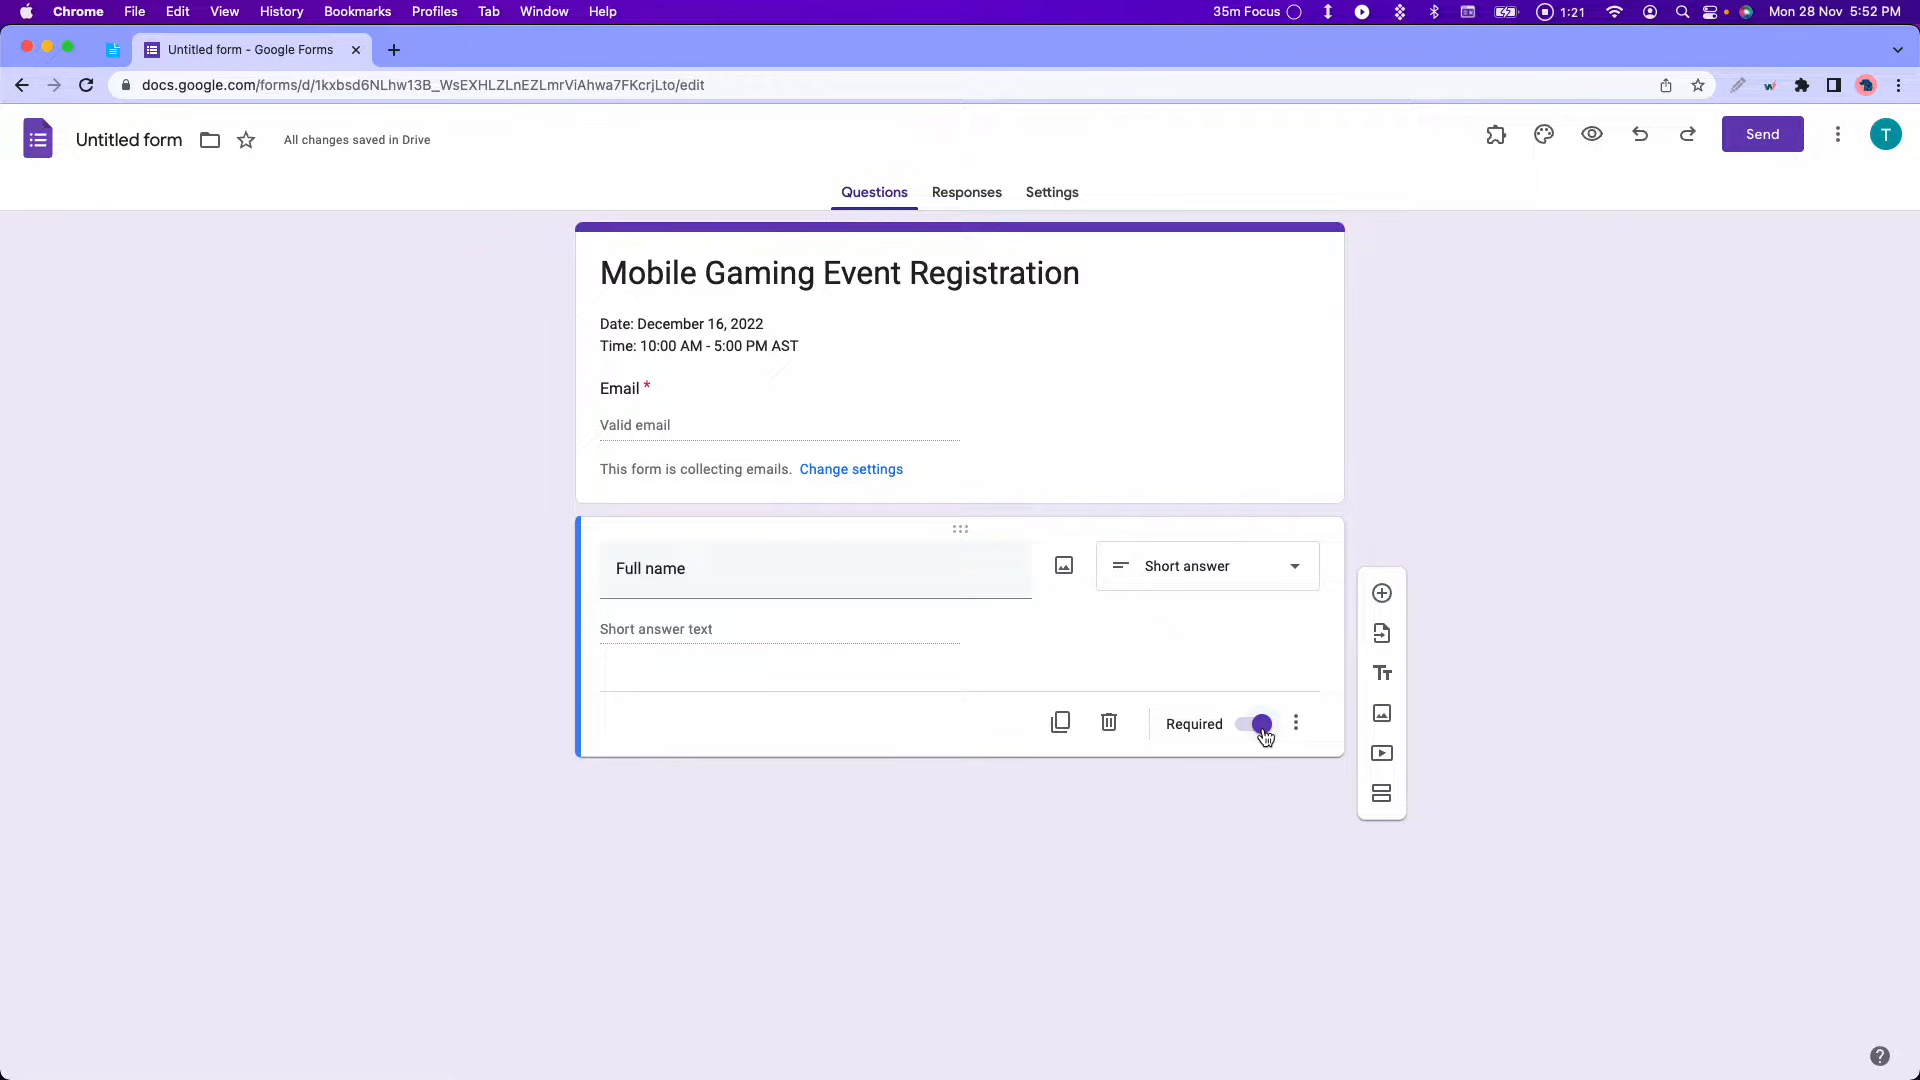 Chrome File Edit View History Bookmarks Profiles Tab Window Help 35m Focus 1:21 Mon 28 Nov 5:52 PM
Untitled form - Google Forms
docs.google.com/forms/d/1kxbsd6NLhw13B_WsEXHLZLnEZLmrViAhwa7FKcrjLto/edit
Untitled form All changes saved in Drive Send T
Questions Responses Settings
Mobile Gaming Event Registration
Date: December 16, 2022
Time: 10:00 AM - 5:00 PM AST
Email *
Valid email
This form is collecting emails. Change settings
Full name Short answer
Short answer text
Required